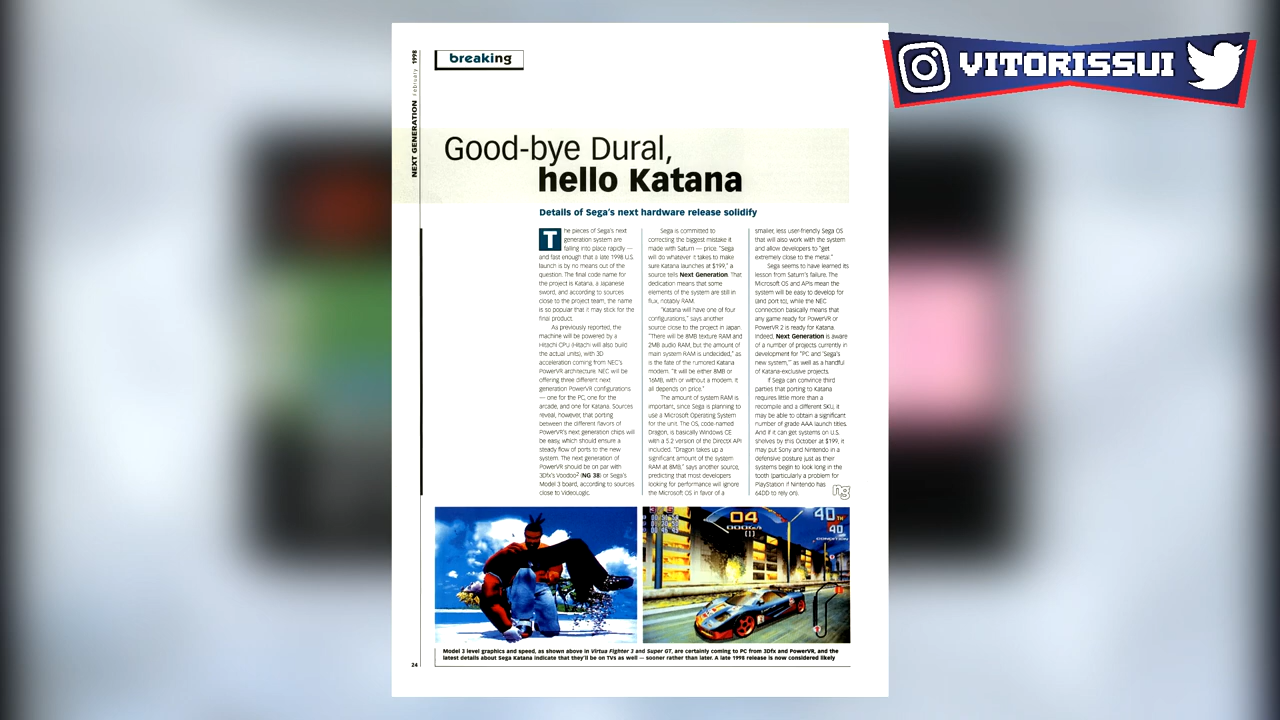 VITORISSUI
NEXT GENERATION February 1998
breaking
Good-bye Dural,
hello Katana
Details of Sega's next hardware release solidify
The pieces of Sega's next
generation system are
falling into place rapidly —
and fast enough that a late 1998 U.S.
launch is by no means out of the
question. The final code name for
the project is Katana, a Japanese
sword, and according to sources
close to the project team, the name
is so popular that it may stick for the
final product.
As previously reported, the
machine will be powered by a
Hitachi CPU (Hitachi will also build
the actual units), with 3D
acceleration coming from NEC's
PowerVR architecture. NEC will be
offering three different next
generation PowerVR configurations
— one for the PC, one for the
arcade, and one for Katana. Sources
reveal, however, that porting
between the different flavors of
PowerVR's next generation chips will
be easy, which should ensure a
steady flow of ports to the new
system. The next generation of
PowerVR should be on par with
3Dfx's Voodoo2 (NG 38) or Sega's
Model 3 board, according to sources
close to VideoLogic.
Sega is committed to
correcting the biggest mistake it
made with Saturn — price. "Sega
will do whatever it takes to make
sure Katana launches at $199," a
source tells Next Generation. That
dedication means that some
elements of the system are still in
flux, notably RAM.
"Katana will have one of four
configurations," says another
source close to the project in Japan.
"There will be 8MB texture RAM and
2MB audio RAM, but the amount of
main system RAM is undecided," as
is the fate of the rumored Katana
modem. "It will be either 8MB or
16MB, with or without a modem. It
all depends on price."
The amount of system RAM is
important, since Sega is planning to
use a Microsoft Operating System
for the unit. The OS, code-named
Dragon, is basically Windows CE
with a 5.2 version of the DirectX API
included. "Dragon takes up a
significant amount of the system
RAM at 8MB," says another source,
predicting that most developers
looking for performance will ignore
the Microsoft OS in favor of a
smaller, less user-friendly Sega OS
that will also work with the system
and allow developers to "get
extremely close to the metal."
Sega seems to have learned its
lesson from Saturn's failure. The
Microsoft OS and APIs mean the
system will be easy to develop for
(and port to), while the NEC
connection basically means that
any game ready for PowerVR or
PowerVR 2 is ready for Katana.
Indeed, Next Generation is aware
of a number of projects currently in
development for "PC and 'Sega's
new system,'" as well as a handful
of Katana-exclusive projects.
If Sega can convince third
parties that porting to Katana
requires little more than a
recompile and a different SKU, it
may be able to obtain a significant
number of grade AAA launch titles.
And if it can get systems on U.S.
shelves by this October at $199, it
may put Sony and Nintendo in a
defensive posture just as their
systems begin to look long in the
tooth (particularly a problem for
PlayStation if Nintendo has
64DD to rely on).
ng
04
40TH
40
Model 3 level graphics and speed, as shown above in Virtua Fighter 3 and Super GT, are certainly coming to PC from 3Dfx and PowerVR, and the
latest details about Sega Katana indicate that they'll be on TVs as well — sooner rather than later. A late 1998 release is now considered likely
24